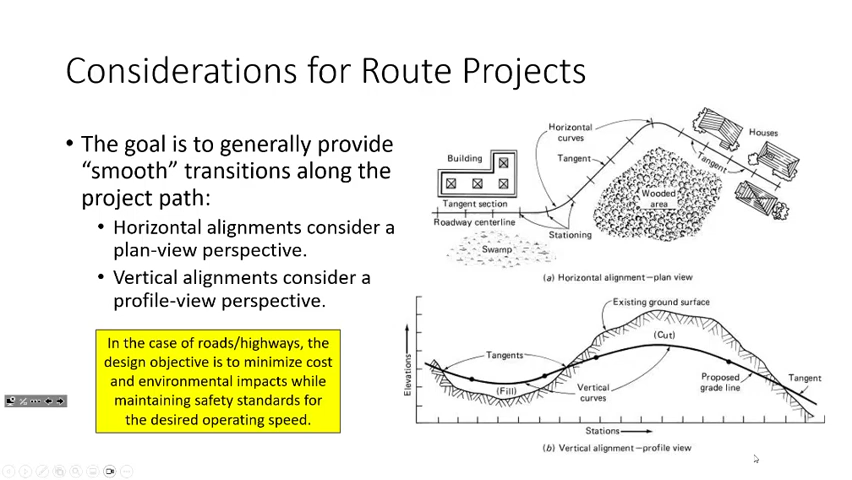 Considerations for Route Projects
• The goal is to generally provide
“smooth” transitions along the
project path:
• Horizontal alignments consider a
plan-view perspective.
• Vertical alignments consider a
profile-view perspective.
In the case of roads/highways, the
design objective is to minimize cost
and environmental impacts while
maintaining safety standards for
the desired operating speed.
Horizontal
curves
Houses
Building
Tangent
Tangent
Wooded
area
Tangent section
Roadway centerline
Stationing
Swamp
(a) Horizontal alignment—plan view
Existing ground surface
(Cut)
Tangents
Elevations
(Fill)
Vertical
curves
Proposed
grade line
Tangent
Stations
(b) Vertical alignment—profile view